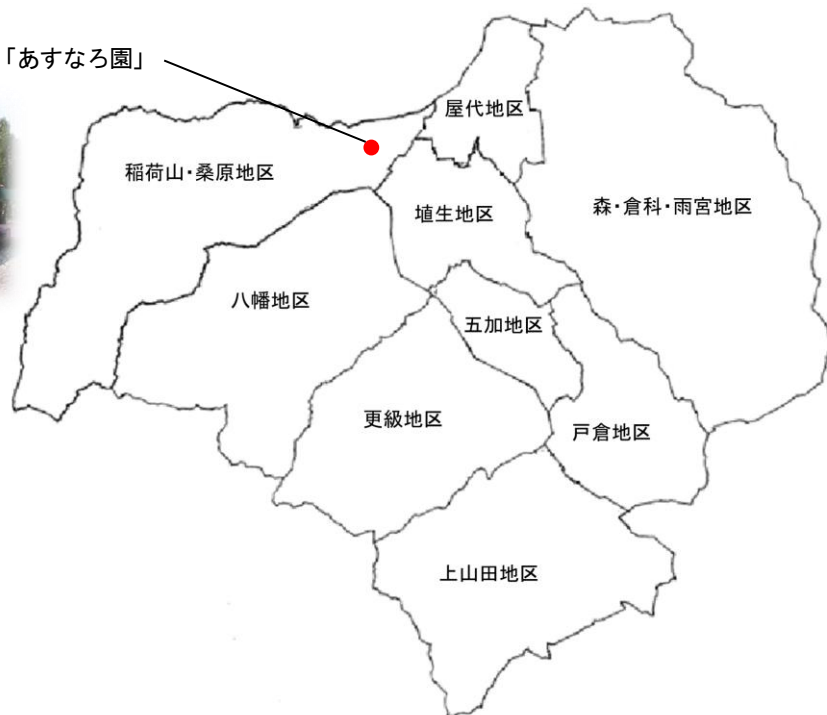 「あすなろ園」
屋代地区
稲荷山・桑原地区
埴生地区
森・倉科・雨宮地区
八幡地区
五加地区
更級地区
戸倉地区
上山田地区